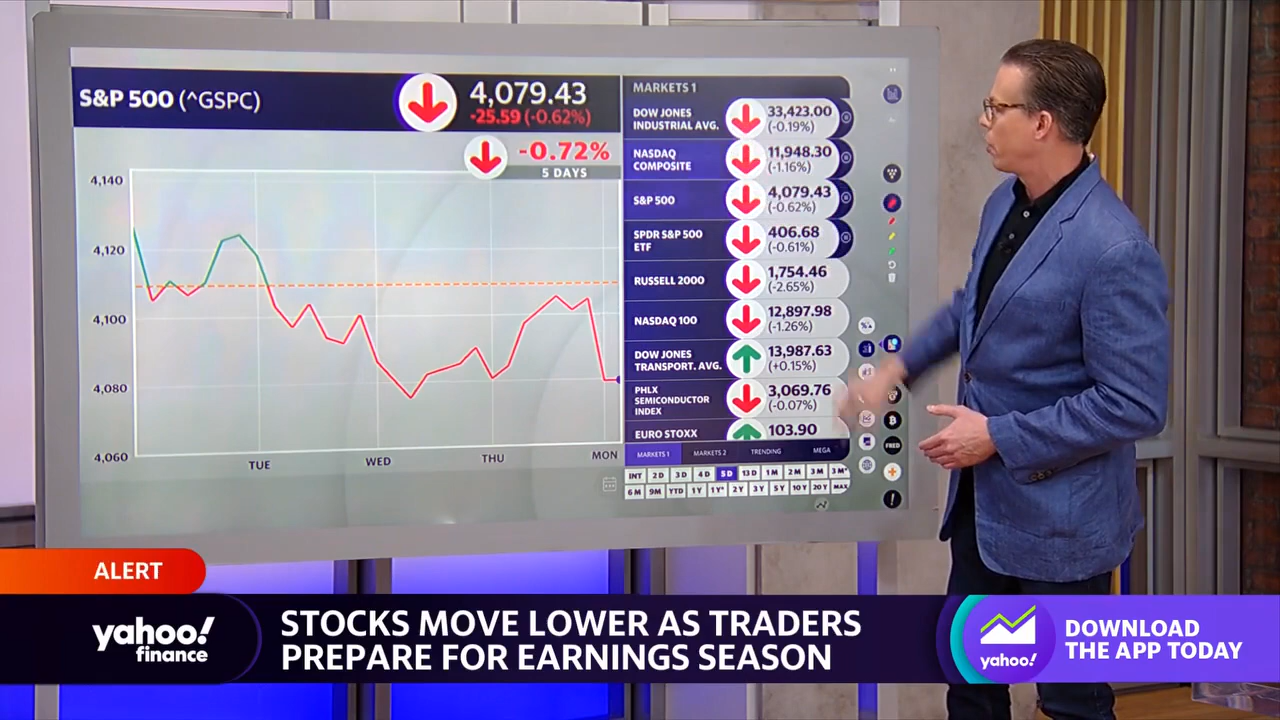 S&P 500 (^GSPC)
4,079.43
-25.59 (-0.62%)
-0.72%
5 DAYS
4,140
4,120
4,100
4,080
4,060
TUE
WED
THU
MON
MARKETS 1
DOW JONES
INDUSTRIAL AVG.
33,423.00
(-0.19%)
NASDAQ
COMPOSITE
11,948.30
(-1.16%)
S&P 500
4,079.43
(-0.62%)
SPDR S&P 500
ETF
406.68
(-0.61%)
RUSSELL 2000
1,754.46
(-2.65%)
NASDAQ 100
12,897.98
(-1.26%)
DOW JONES
TRANSPORT. AVG.
13,987.63
(+0.15%)
PHLX
SEMICONDUCTOR
INDEX
3,069.76
(-0.07%)
EURO STOXX
103.90
MARKETS 1 MARKETS 2 TRENDING MEGA
INT 2D 3D 4D 5D 13D 1M 2M 3M 3M*
6M 9M YTD 1Y 1Y* 2Y 3Y 5Y 10Y 20Y MAX
FRED
ALERT
yahoo!
finance
STOCKS MOVE LOWER AS TRADERS
PREPARE FOR EARNINGS SEASON
yahoo!
DOWNLOAD
THE APP TODAY